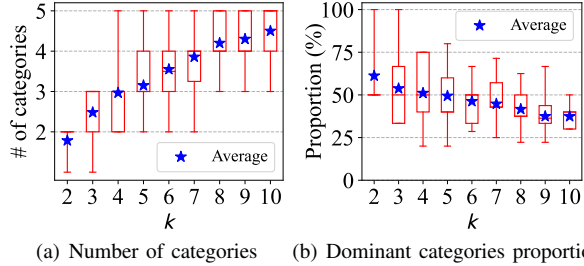 5
4
3
2
# of categories
Average
2 3 4 5 6 7 8 9 10
k
(a) Number of categories
100
75
50
25
0
Proportion (%)
Average
2 3 4 5 6 7 8 9 10
k
(b) Dominant categories proporti